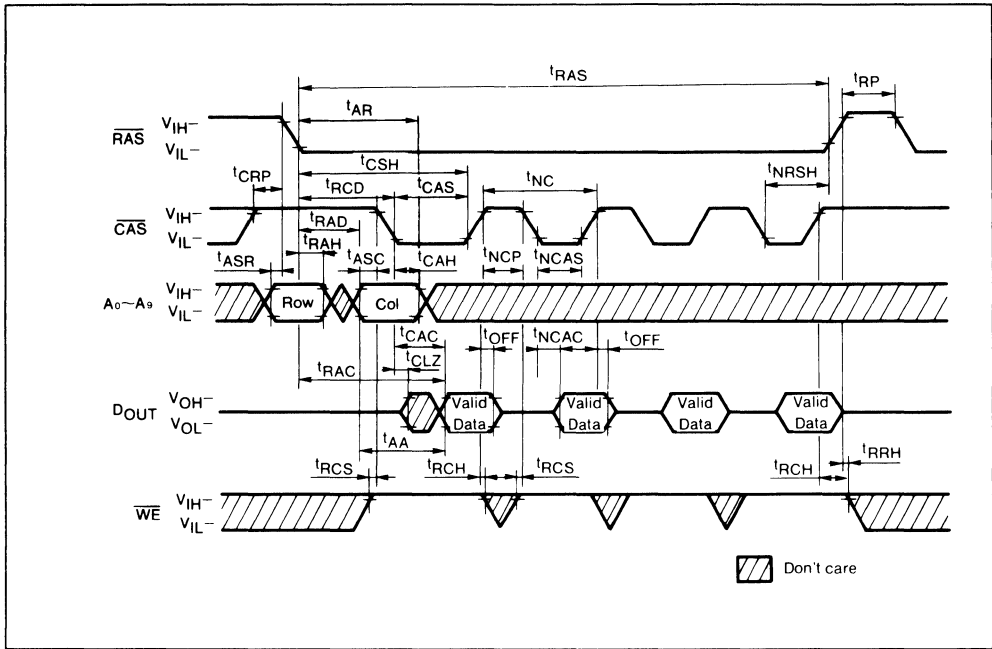 tRAS
tRP
tAR
RAS
VIH-
VIL-
tCSH
tCRP
tRCD
tCAS
tNC
tNRSH
CAS
VIH-
VIL-
tRAD
tRAH
tASR
tASC
tCAH
tNCP
tNCAS
A0~A9
VIH-
VIL-
Row
Col
tCAC
tOFF
tNCAC
tOFF
tCLZ
tRAC
DOUT
VOH-
VOL-
Valid
Data
Valid
Data
Valid
Data
Valid
Data
tAA
tRCS
tRCH
tRCS
tRCH
tRRH
WE
VIH-
VIL-
Don't care